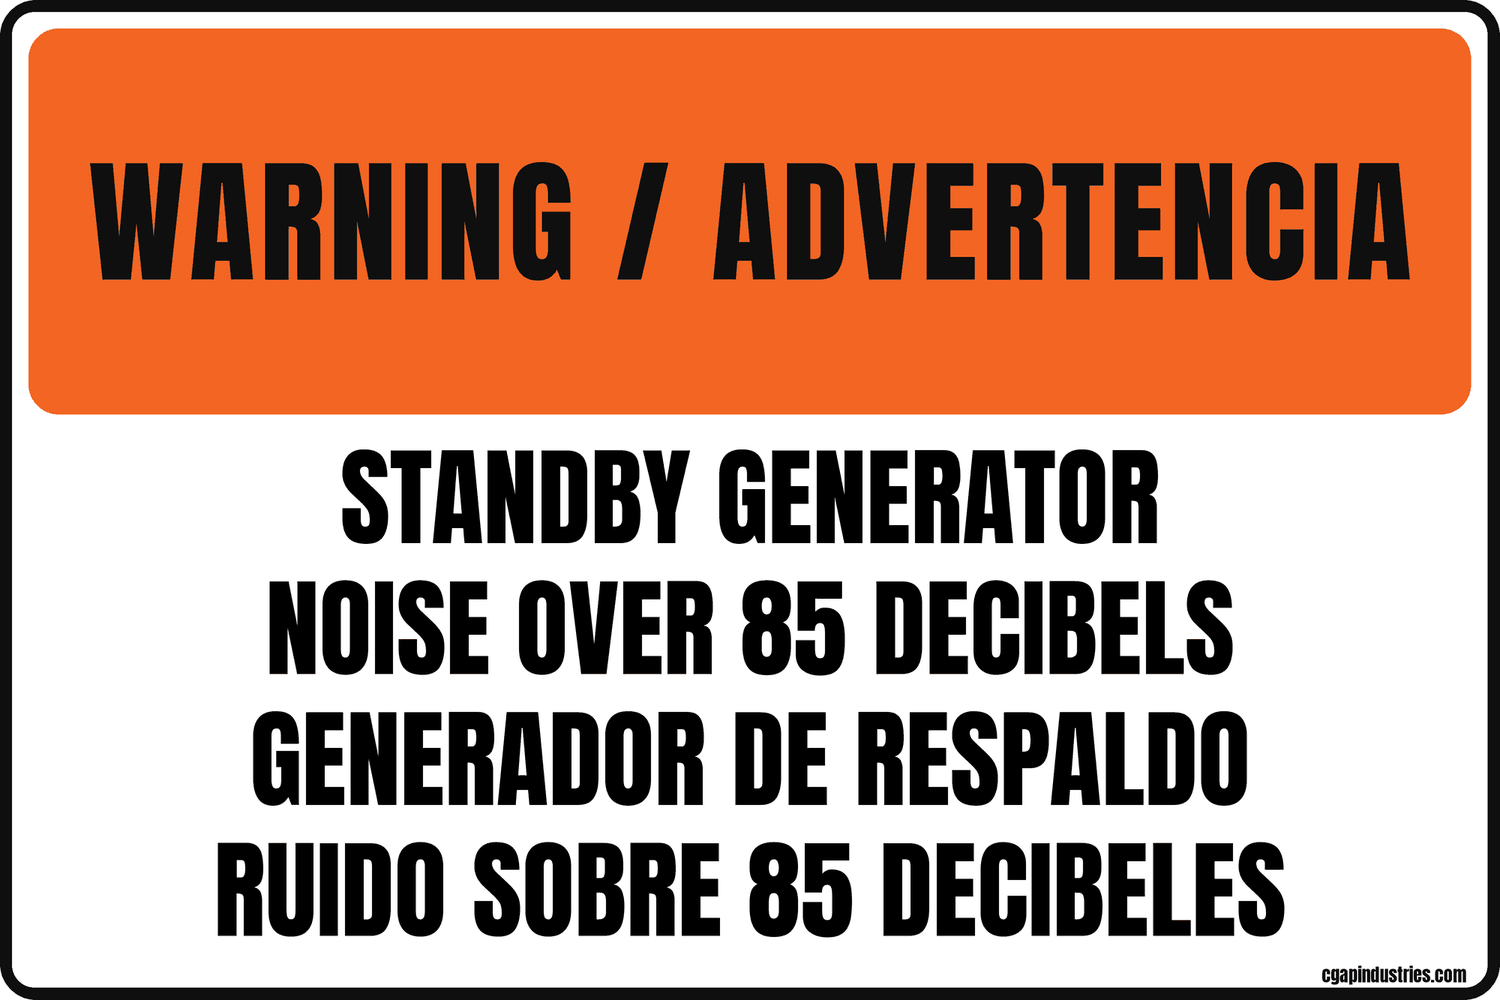 WARNING / ADVERTENCIA
STANDBY GENERATOR
NOISE OVER 85 DECIBELS
GENERADOR DE RESPALDO
RUIDO SOBRE 85 DECIBELES
cgapindustries.com